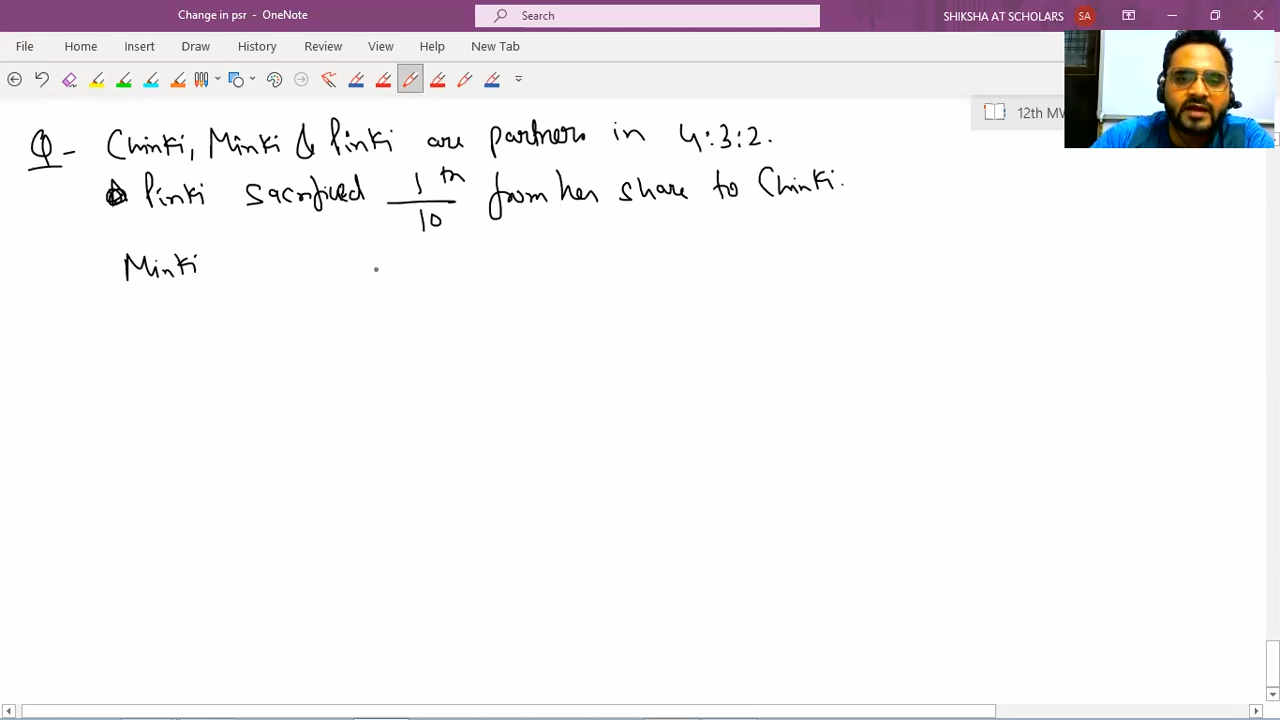 Change in psr - OneNote
Search
SHIKSHA AT SCHOLARS
SA
File Home Insert Draw History Review View Help New Tab
12th MW
Q- Chinki, Minki & Pinki are partners in 4:3:2.
Pinki sacrificed 1/10 th from her share to Chinki.
Minki